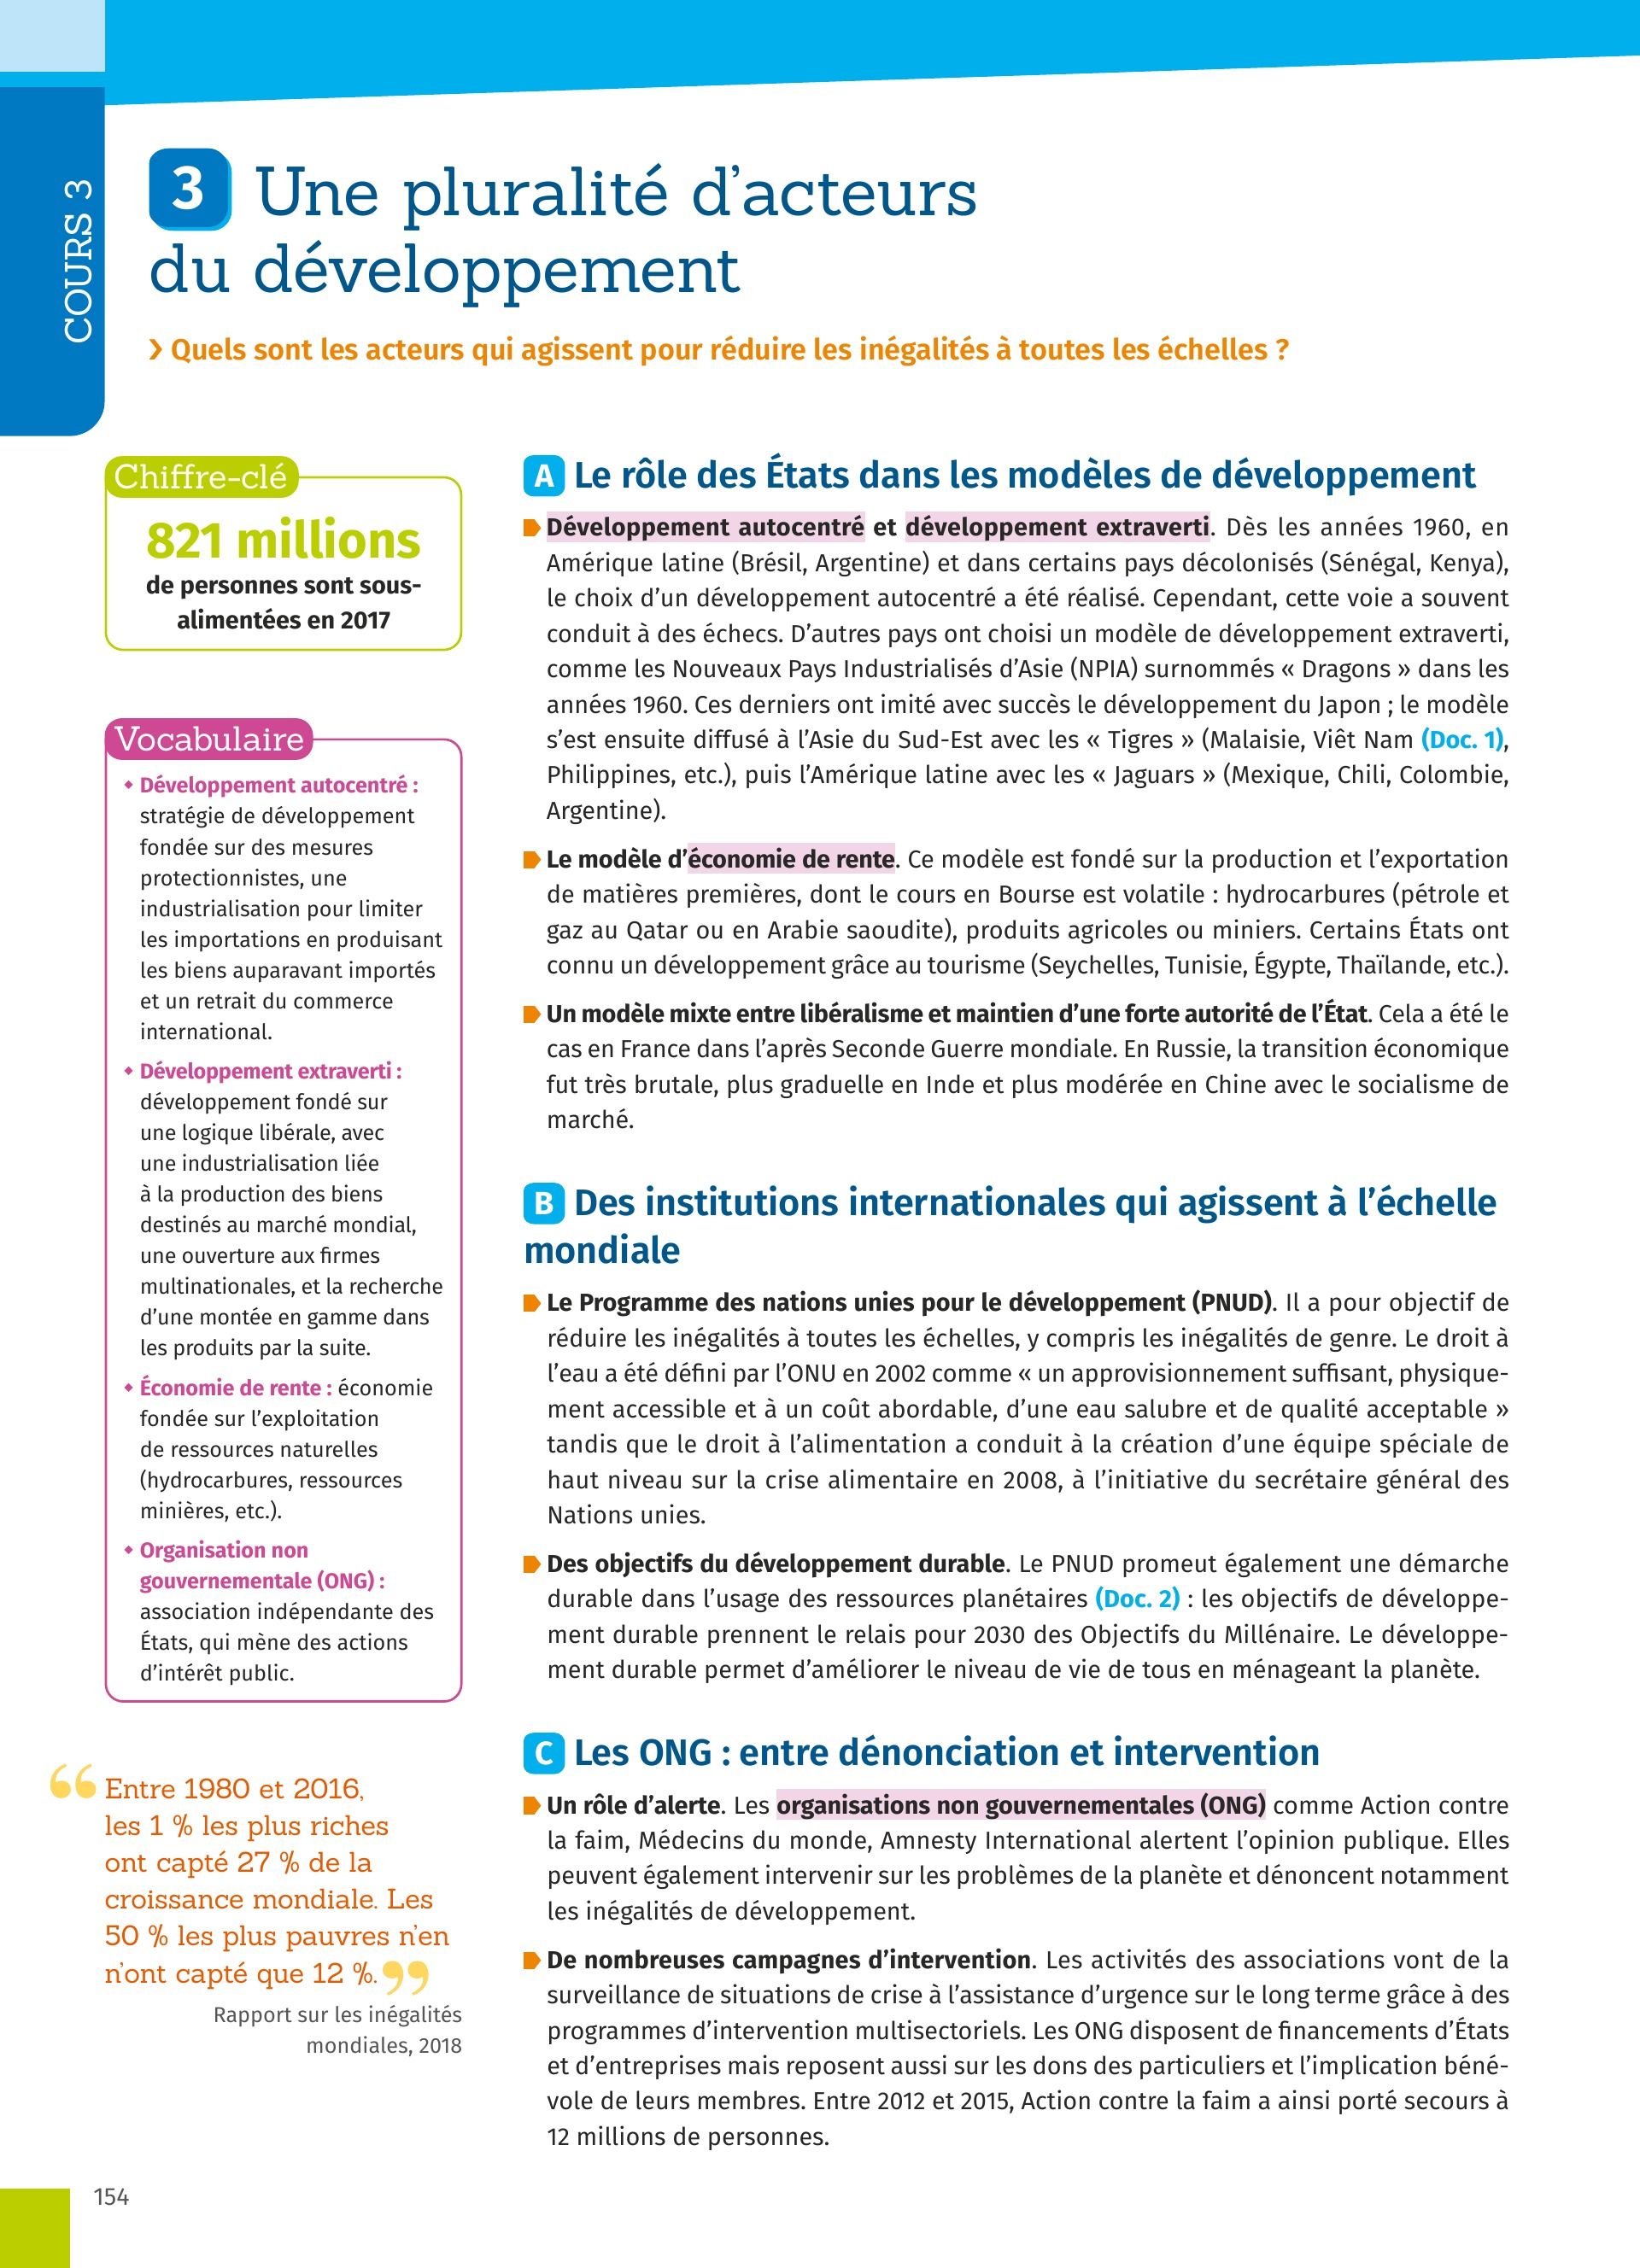 COURS 3
3 Une pluralité d’acteurs
du développement
› Quels sont les acteurs qui agissent pour réduire les inégalités à toutes les échelles ?
Chiffre-clé
821 millions
de personnes sont sous-
alimentées en 2017
Vocabulaire
◆ Développement autocentré :
stratégie de développement
fondée sur des mesures
protectionnistes, une
industrialisation pour limiter
les importations en produisant
les biens auparavant importés
et un retrait du commerce
international.
◆ Développement extraverti :
développement fondé sur
une logique libérale, avec
une industrialisation liée
à la production des biens
destinés au marché mondial,
une ouverture aux firmes
multinationales, et la recherche
d’une montée en gamme dans
les produits par la suite.
◆ Économie de rente : économie
fondée sur l’exploitation
de ressources naturelles
(hydrocarbures, ressources
minières, etc.).
◆ Organisation non
gouvernementale (ONG) :
association indépendante des
États, qui mène des actions
d’intérêt public.
“ Entre 1980 et 2016,
les 1 % les plus riches
ont capté 27 % de la
croissance mondiale. Les
50 % les plus pauvres n’en
n’ont capté que 12 %. ”
Rapport sur les inégalités
mondiales, 2018
A Le rôle des États dans les modèles de développement
Développement autocentré et développement extraverti. Dès les années 1960, en
Amérique latine (Brésil, Argentine) et dans certains pays décolonisés (Sénégal, Kenya),
le choix d’un développement autocentré a été réalisé. Cependant, cette voie a souvent
conduit à des échecs. D’autres pays ont choisi un modèle de développement extraverti,
comme les Nouveaux Pays Industrialisés d’Asie (NPIA) surnommés « Dragons » dans les
années 1960. Ces derniers ont imité avec succès le développement du Japon ; le modèle
s’est ensuite diffusé à l’Asie du Sud-Est avec les « Tigres » (Malaisie, Viêt Nam (Doc. 1),
Philippines, etc.), puis l’Amérique latine avec les « Jaguars » (Mexique, Chili, Colombie,
Argentine).
Le modèle d’économie de rente. Ce modèle est fondé sur la production et l’exportation
de matières premières, dont le cours en Bourse est volatile : hydrocarbures (pétrole et
gaz au Qatar ou en Arabie saoudite), produits agricoles ou miniers. Certains États ont
connu un développement grâce au tourisme (Seychelles, Tunisie, Égypte, Thaïlande, etc.).
Un modèle mixte entre libéralisme et maintien d’une forte autorité de l’État. Cela a été le
cas en France dans l’après Seconde Guerre mondiale. En Russie, la transition économique
fut très brutale, plus graduelle en Inde et plus modérée en Chine avec le socialisme de
marché.
B Des institutions internationales qui agissent à l’échelle
mondiale
Le Programme des nations unies pour le développement (PNUD). Il a pour objectif de
réduire les inégalités à toutes les échelles, y compris les inégalités de genre. Le droit à
l’eau a été défini par l’ONU en 2002 comme « un approvisionnement suffisant, physique-
ment accessible et à un coût abordable, d’une eau salubre et de qualité acceptable »
tandis que le droit à l’alimentation a conduit à la création d’une équipe spéciale de
haut niveau sur la crise alimentaire en 2008, à l’initiative du secrétaire général des
Nations unies.
Des objectifs du développement durable. Le PNUD promeut également une démarche
durable dans l’usage des ressources planétaires (Doc. 2) : les objectifs de développe-
ment durable prennent le relais pour 2030 des Objectifs du Millénaire. Le développe-
ment durable permet d’améliorer le niveau de vie de tous en ménageant la planète.
C Les ONG : entre dénonciation et intervention
Un rôle d’alerte. Les organisations non gouvernementales (ONG) comme Action contre
la faim, Médecins du monde, Amnesty International alertent l’opinion publique. Elles
peuvent également intervenir sur les problèmes de la planète et dénoncent notamment
les inégalités de développement.
De nombreuses campagnes d’intervention. Les activités des associations vont de la
surveillance de situations de crise à l’assistance d’urgence sur le long terme grâce à des
programmes d’intervention multisectoriels. Les ONG disposent de financements d’États
et d’entreprises mais reposent aussi sur les dons des particuliers et l’implication béné-
vole de leurs membres. Entre 2012 et 2015, Action contre la faim a ainsi porté secours à
12 millions de personnes.
154